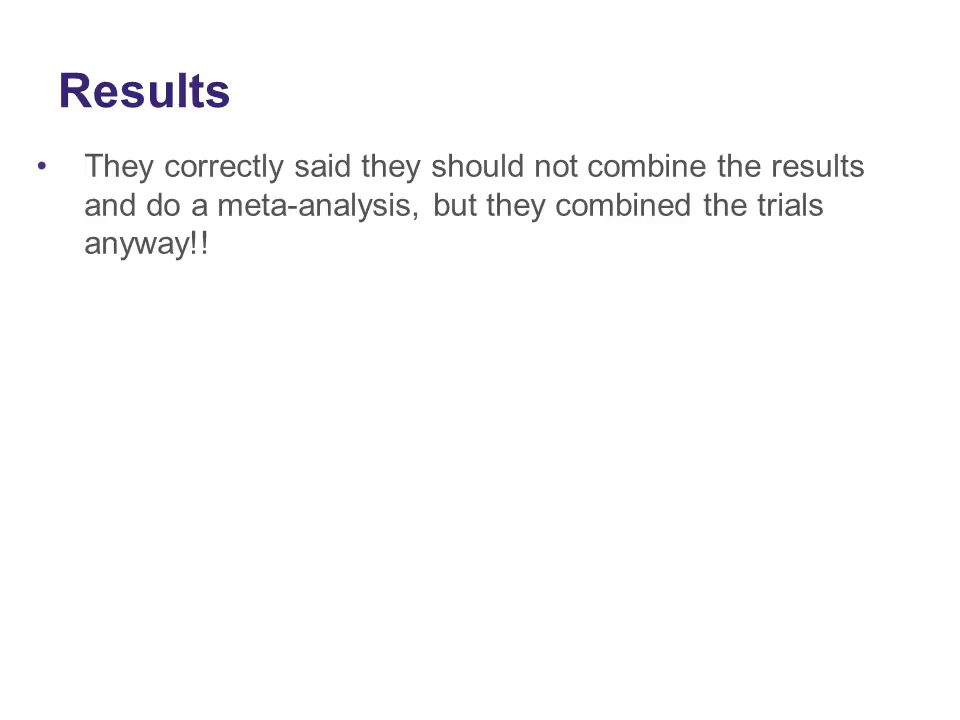 Results
• They correctly said they should not combine the results
and do a meta-analysis, but they combined the trials
anyway!!